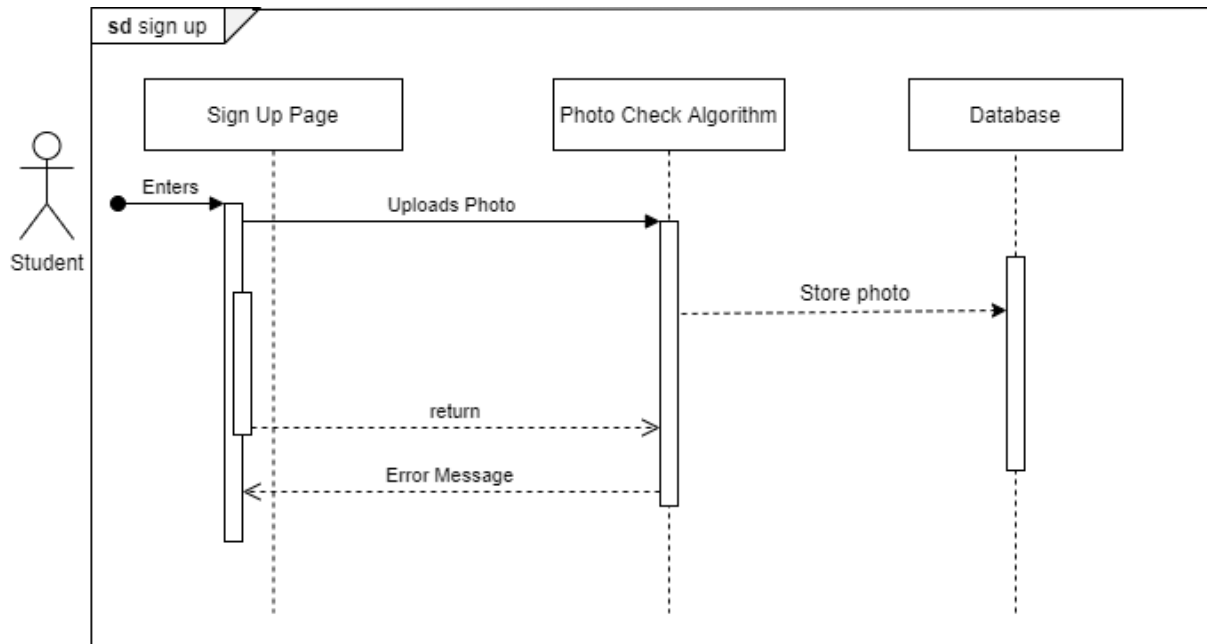 sd sign up
Sign Up Page
Photo Check Algorithm
Database
Student
Enters
Uploads Photo
Store photo
return
Error Message